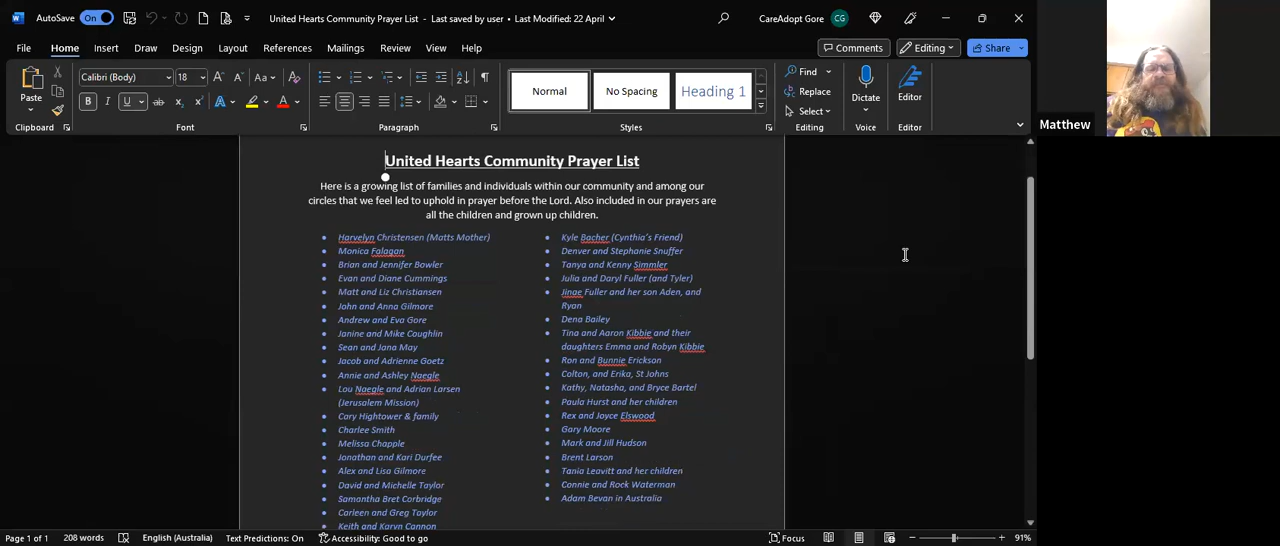 AutoSave On United Hearts Community Prayer List - Last saved by user • Last Modified: 22 April CareAdopt Gore CG
File Home Insert Draw Design Layout References Mailings Review View Help Comments Editing Share
Paste
Calibri (Body) 18 Aa
B I U ab x₂ x² A A
Normal No Spacing Heading 1
Find
Replace
Select
Dictate Editor
Clipboard Font Paragraph Styles Editing Voice Editor
Matthew
United Hearts Community Prayer List
Here is a growing list of families and individuals within our community and among our
circles that we feel led to uphold in prayer before the Lord. Also included in our prayers are
all the children and grown up children.
Harvelyn Christensen (Matts Mother)
Monica Falagan
Brian and Jennifer Bowler
Evan and Diane Cummings
Matt and Liz Christiansen
John and Anna Gilmore
Andrew and Eva Gore
Janine and Mike Coughlin
Sean and Jana May
Jacob and Adrienne Goetz
Annie and Ashley Naegle
Lou Naegle and Adrian Larsen
(Jerusalem Mission)
Cary Hightower & family
Charlee Smith
Melissa Chapple
Jonathan and Kari Durfee
Alex and Lisa Gilmore
David and Michelle Taylor
Samantha Bret Corbridge
Carleen and Greg Taylor
Keith and Karyn Cannon
Kyle Bacher (Cynthia's Friend)
Denver and Stephanie Snuffer
Tanya and Kenny Simmler
Julia and Daryl Fuller (and Tyler)
Jinae Fuller and her son Aden, and
Ryan
Dena Bailey
Tina and Aaron Kibbie and their
daughters Emma and Robyn Kibbie
Ron and Bunnie Erickson
Colton, and Erika, St Johns
Kathy, Natasha, and Bryce Bartel
Paula Hurst and her children
Rex and Joyce Elswood
Gary Moore
Mark and Jill Hudson
Brent Larson
Tania Leavitt and her children
Connie and Rock Waterman
Adam Bevan in Australia
Page 1 of 1 208 words English (Australia) Text Predictions: On Accessibility: Good to go Focus 91%